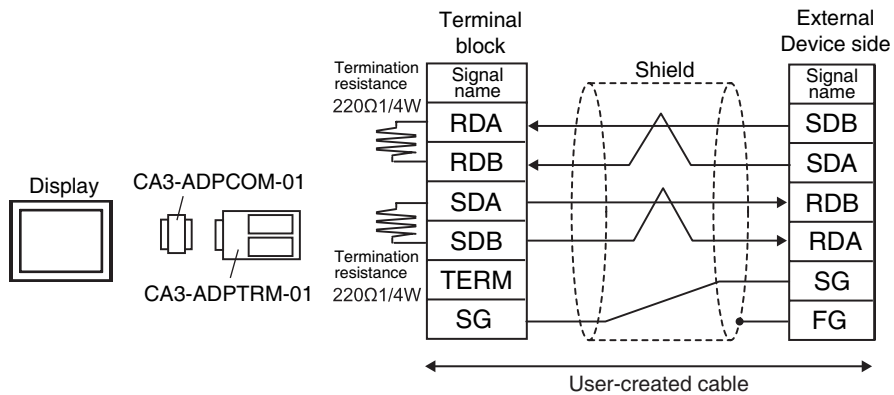 Terminal
block
External
Device side
Termination
resistance
220Ω1/4W
Signal
name
Shield
Signal
name
RDA
SDB
RDB
SDA
Display
CA3-ADPCOM-01
SDA
RDB
SDB
RDA
Termination
resistance
220Ω1/4W
TERM
SG
CA3-ADPTRM-01
SG
FG
User-created cable